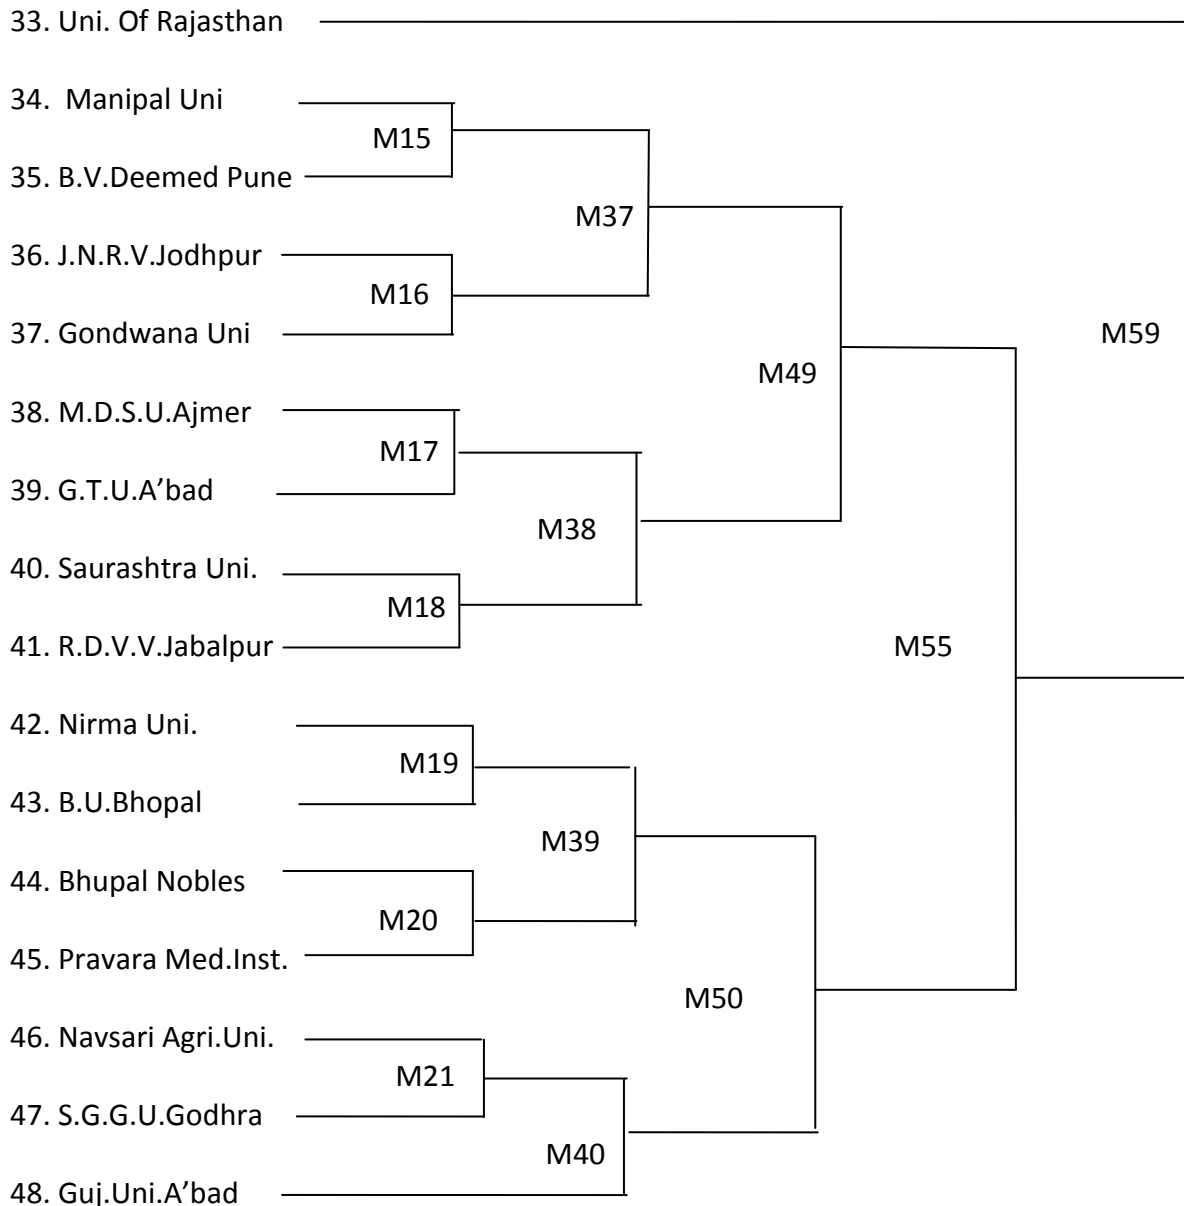 33. Uni. Of Rajasthan
34.  Manipal Uni
M15
35. B.V.Deemed Pune
M37
36. J.N.R.V.Jodhpur
M16
37. Gondwana Uni
M59
M49
38. M.D.S.U.Ajmer
M17
39. G.T.U.A’bad
M38
40. Saurashtra Uni.
M18
41. R.D.V.V.Jabalpur
M55
42. Nirma Uni.
M19
43. B.U.Bhopal
M39
44. Bhupal Nobles
M20
45. Pravara Med.Inst.
M50
46. Navsari Agri.Uni.
M21
47. S.G.G.U.Godhra
M40
48. Guj.Uni.A’bad